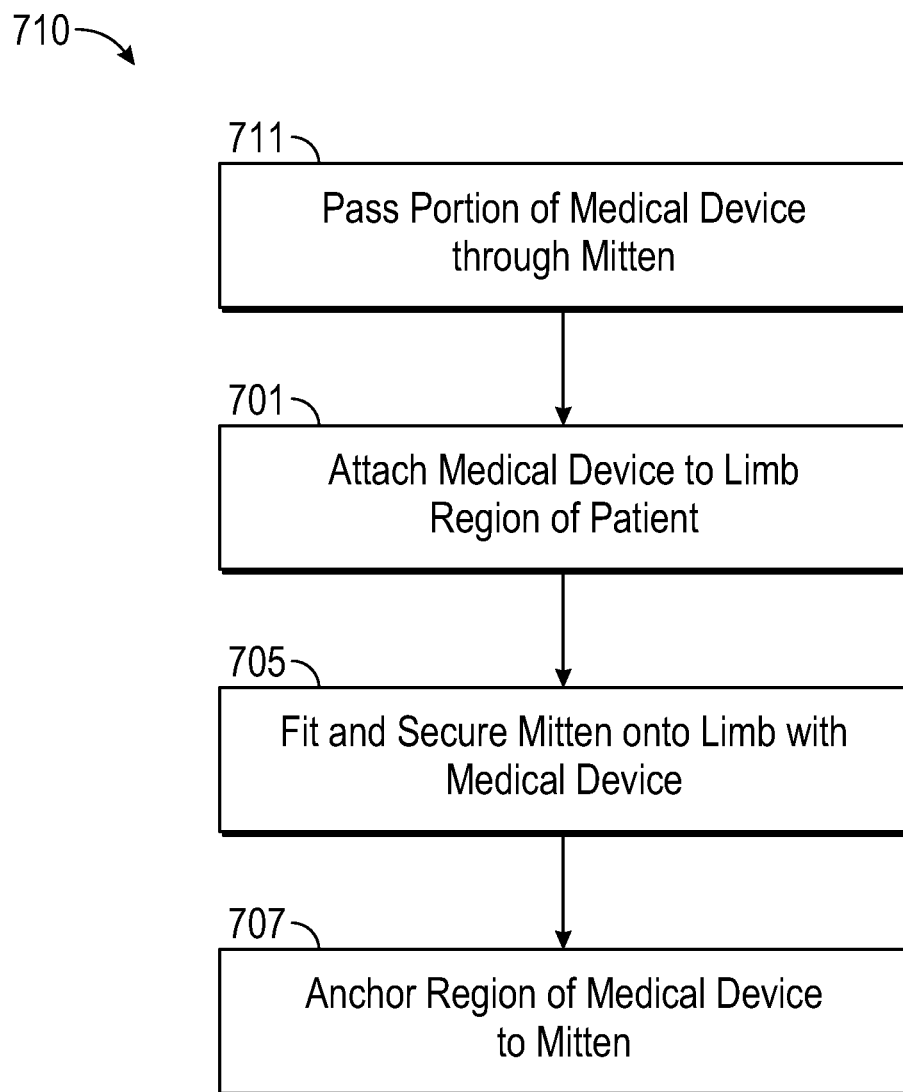 710
711
Pass Portion of Medical Device
through Mitten
701
Attach Medical Device to Limb
Region of Patient
705
Fit and Secure Mitten onto Limb with
Medical Device
707
Anchor Region of Medical Device
to Mitten